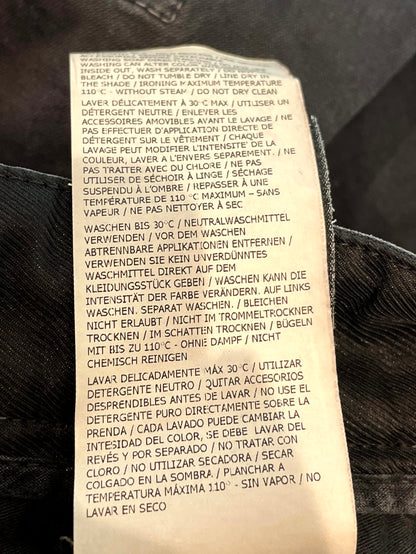 WASHING CAN ALTER CO
INSIDE OUT. WASH SEPARATELY /
BLEACH / DO NOT TUMBLE DRY / LINE DRY IN
THE SHADE / IRONING MAXIMUM TEMPERATURE
110°C - WITHOUT STEAM / DO NOT DRY CLEAN
LAVER DÉLICATEMENT À 30°C MAX / UTILISER UN
DÉTERGENT NEUTRE / ENLEVER LES
ACCESSOIRES AMOVIBLES AVANT LE LAVAGE / NE
PAS EFFECTUER D'APPLICATION DIRECTE DE
DÉTERGENT SUR LE VÊTEMENT / CHAQUE
LAVAGE PEUT MODIFIER L'INTENSITÉ DE LA
COULEUR, LAVER A L'ENVERS SEPAREMENT. / NE
PAS TRAITER AVEC DU CHLORE / NE PAS
UTILISER DE SÉCHOIR À LINGE / SÉCHAGE
SUSPENDU À L'OMBRE / REPASSER À UNE
TEMPÉRATURE DE 110 °C MAXIMUM – SANS
VAPEUR / NE PAS NETTOYER À SEC
WASCHEN BIS 30°C / NEUTRALWASCHMITTEL
VERWENDEN / VOR DEM WASCHEN
ABTRENNBARE APPLIKATIONEN ENTFERNEN /
VERWENDEN SIE KEIN UNVERDÜNNTES
WASCHMITTEL DIREKT AUF DEM
KLEIDUNGSSTÜCK GEBEN / WASCHEN KANN DIE
INTENSITÄT DER FARBE VERÄNDERN. AUF LINKS
WASCHEN. SEPARAT WASCHEN. / BLEICHEN
NICHT ERLAUBT / NICHT IM TROMMELTROCKNER
TROCKNEN / IM SCHATTEN TROCKNEN / BÜGELN
MIT BIS ZU 110°C - OHNE DAMPF / NICHT
CHEMISCH REINIGEN
LAVAR DELICADAMENTE MÁX 30°C / UTILIZAR
DETERGENTE NEUTRO / QUITAR ACCESORIOS
DESPRENDIBLES ANTES DE LAVAR / NO USE EL
DETERGENTE PURO DIRECTAMENTE SOBRE LA
PRENDA / CADA LAVADO PUEDE CAMBIAR LA
INTESIDAD DEL COLOR, SE DEBE LAVAR DEL
REVÉS Y POR SEPARADO / NO TRATAR CON
CLORO / NO UTILIZAR SECADORA / SECAR
COLGADO EN LA SOMBRA / PLANCHAR A
TEMPERATURA MÁXIMA 110° - SIN VAPOR / NO
LAVAR EN SECO